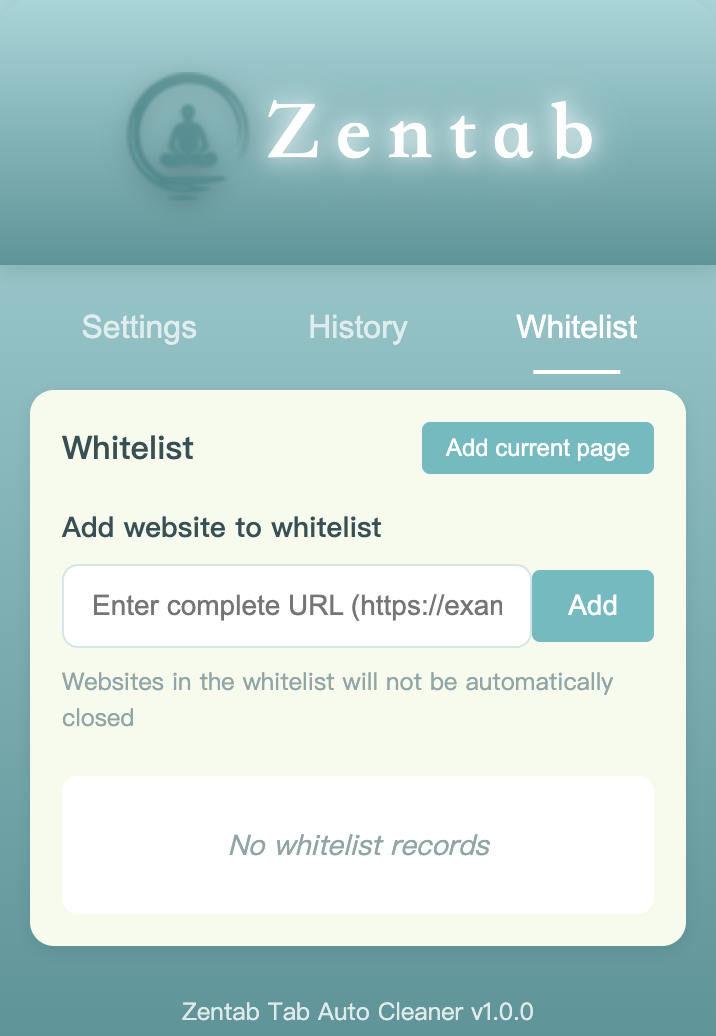 Zentab
Settings
History
Whitelist
Whitelist
Add current page
Add website to whitelist
Enter complete URL (https://exan
Add
Websites in the whitelist will not be automatically
closed
No whitelist records
Zentab Tab Auto Cleaner v1.0.0